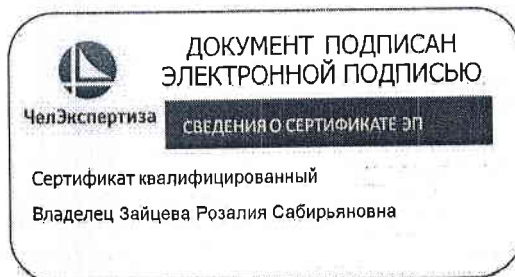 ДОКУМЕНТ ПОДПИСАН
ЭЛЕКТРОННОЙ ПОДПИСЬЮ
ЧелЭкспертиза
СВЕДЕНИЯ О СЕРТИФИКАТЕ ЭП
Сертификат квалифицированный
Владелец Зайцева Розалия Сабирьяновна